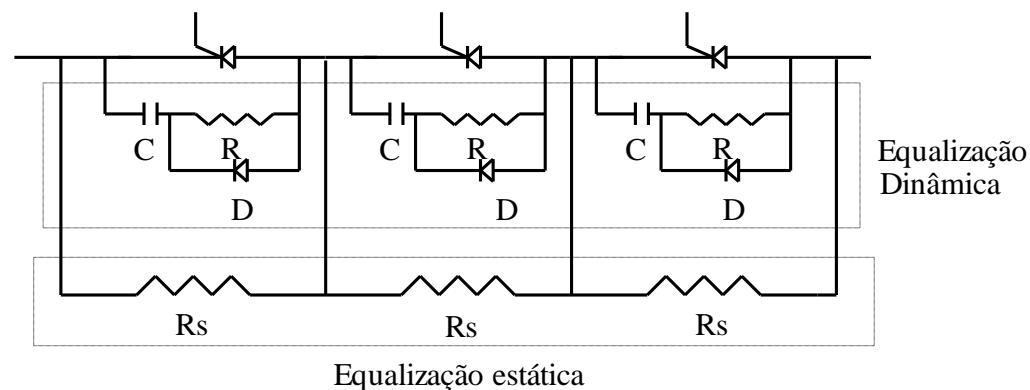 C R C R C R
D D D
Equalização
Dinâmica
Rs Rs Rs
Equalização estática